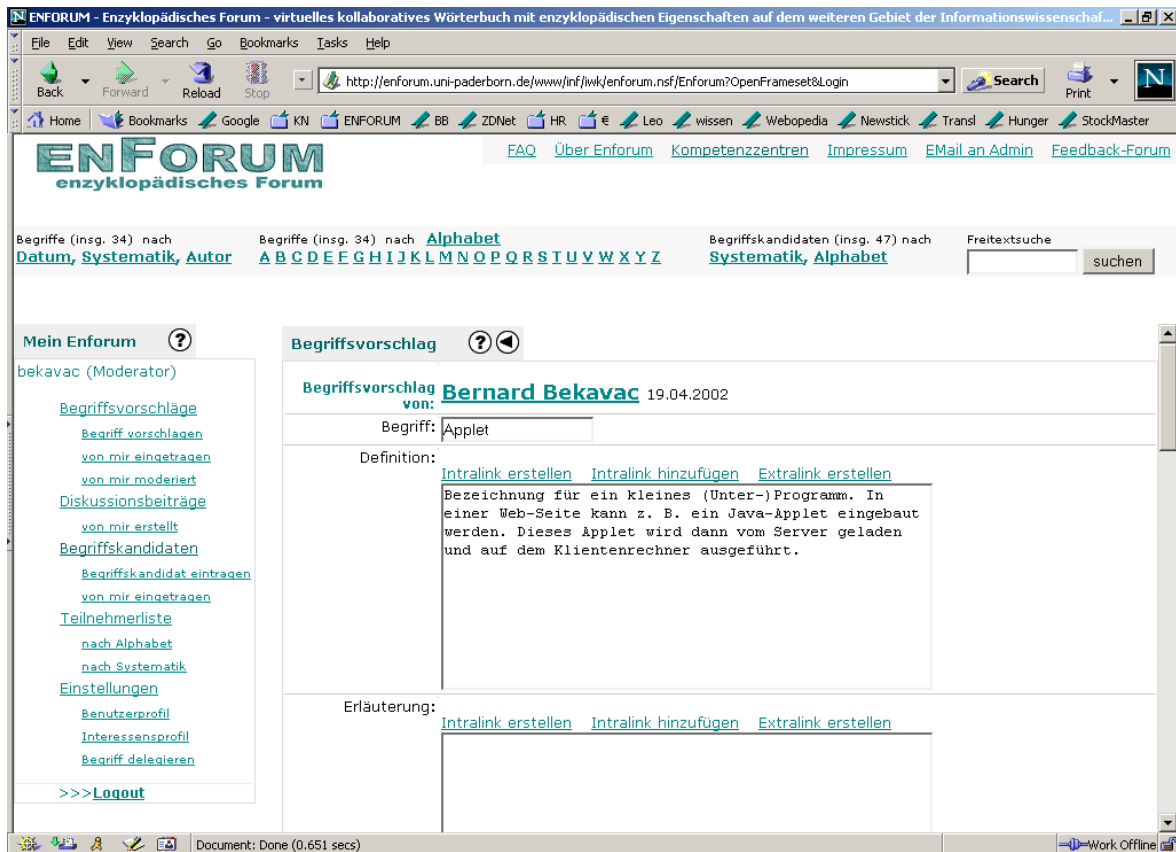 ENFORUM - Enzyklopädisches Forum - virtuelles kollaboratives Wörterbuch mit enzyklopädischen Eigenschaften auf dem weiteren Gebiet der Informationswissenschaf...
File Edit View Search Go Bookmarks Tasks Help
Back Forward Reload Stop http://enforum.uni-paderborn.de/www/inf/iwk/enforum.nsf/Enforum?OpenFrameset&Login Search Print N
Home Bookmarks Google KN ENFORUM BB ZDNet HR € Leo wissen Webopedia Newstick Transl Hunger StockMaster
ENFORUM
enzyklopädisches Forum
FAQ Über Enforum Kompetenzzentren Impressum EMail an Admin Feedback-Forum
Begriffe (insg. 34) nach
Datum, Systematik, Autor
Begriffe (insg. 34) nach Alphabet
A B C D E F G H I J K L M N O P Q R S T U V W X Y Z
Begriffskandidaten (insg. 47) nach
Systematik, Alphabet
Freitextsuche
suchen
Mein Enforum ?
bekavac (Moderator)
Begriffsvorschläge
Begriff vorschlagen
von mir eingetragen
von mir moderiert
Diskussionsbeiträge
von mir erstellt
Begriffskandidaten
Begriffskandidat eintragen
von mir eingetragen
Teilnehmerliste
nach Alphabet
nach Systematik
Einstellungen
Benutzerprofil
Interessensprofil
Begriff delegieren
>>>Logout
Begriffsvorschlag ?
Begriffsvorschlag von: Bernard Bekavac 19.04.2002
Begriff: Applet
Definition:
Intralink erstellen Intralink hinzufügen Extralink erstellen
Bezeichnung für ein kleines (Unter-)Programm. In
einer Web-Seite kann z. B. ein Java-Applet eingebaut
werden. Dieses Applet wird dann vom Server geladen
und auf dem Klientenrechner ausgeführt.
Erläuterung:
Intralink erstellen Intralink hinzufügen Extralink erstellen
Document: Done (0.651 secs)
Work Offline